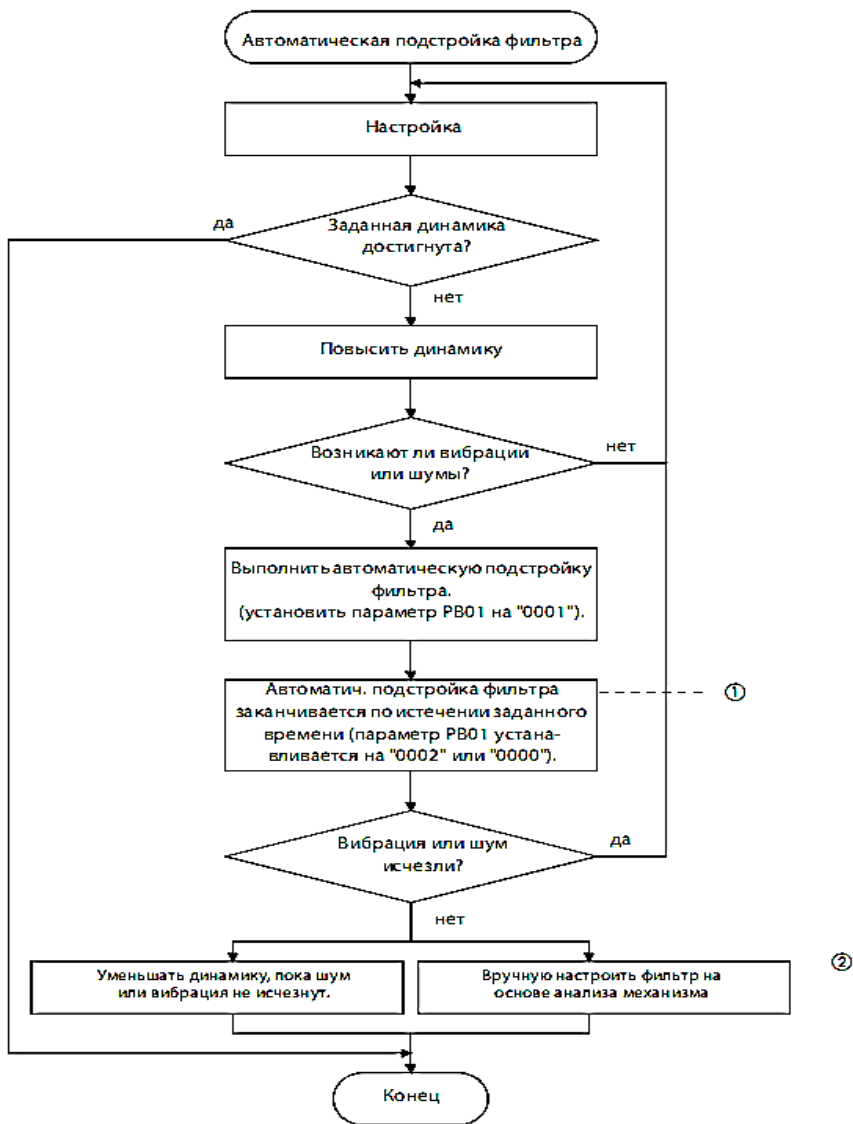 Автоматическая подстройка фильтра
Настройка
да
Заданная динамика
достигнута?
нет
Повысить динамику
Возникают ли вибрации
или шумы?
нет
да
Выполнить автоматическую подстройку
фильтра.
(установить параметр PB01 на "0001").
Автоматич. подстройка фильтра
заканчивается по истечении заданного
времени (параметр PB01 устана-
вливается на "0002" или "0000").
①
Вибрация или шум
исчезли?
да
нет
Уменьшать динамику, пока шум
или вибрация не исчезнут.
Вручную настроить фильтр на
основе анализа механизма
②
Конец